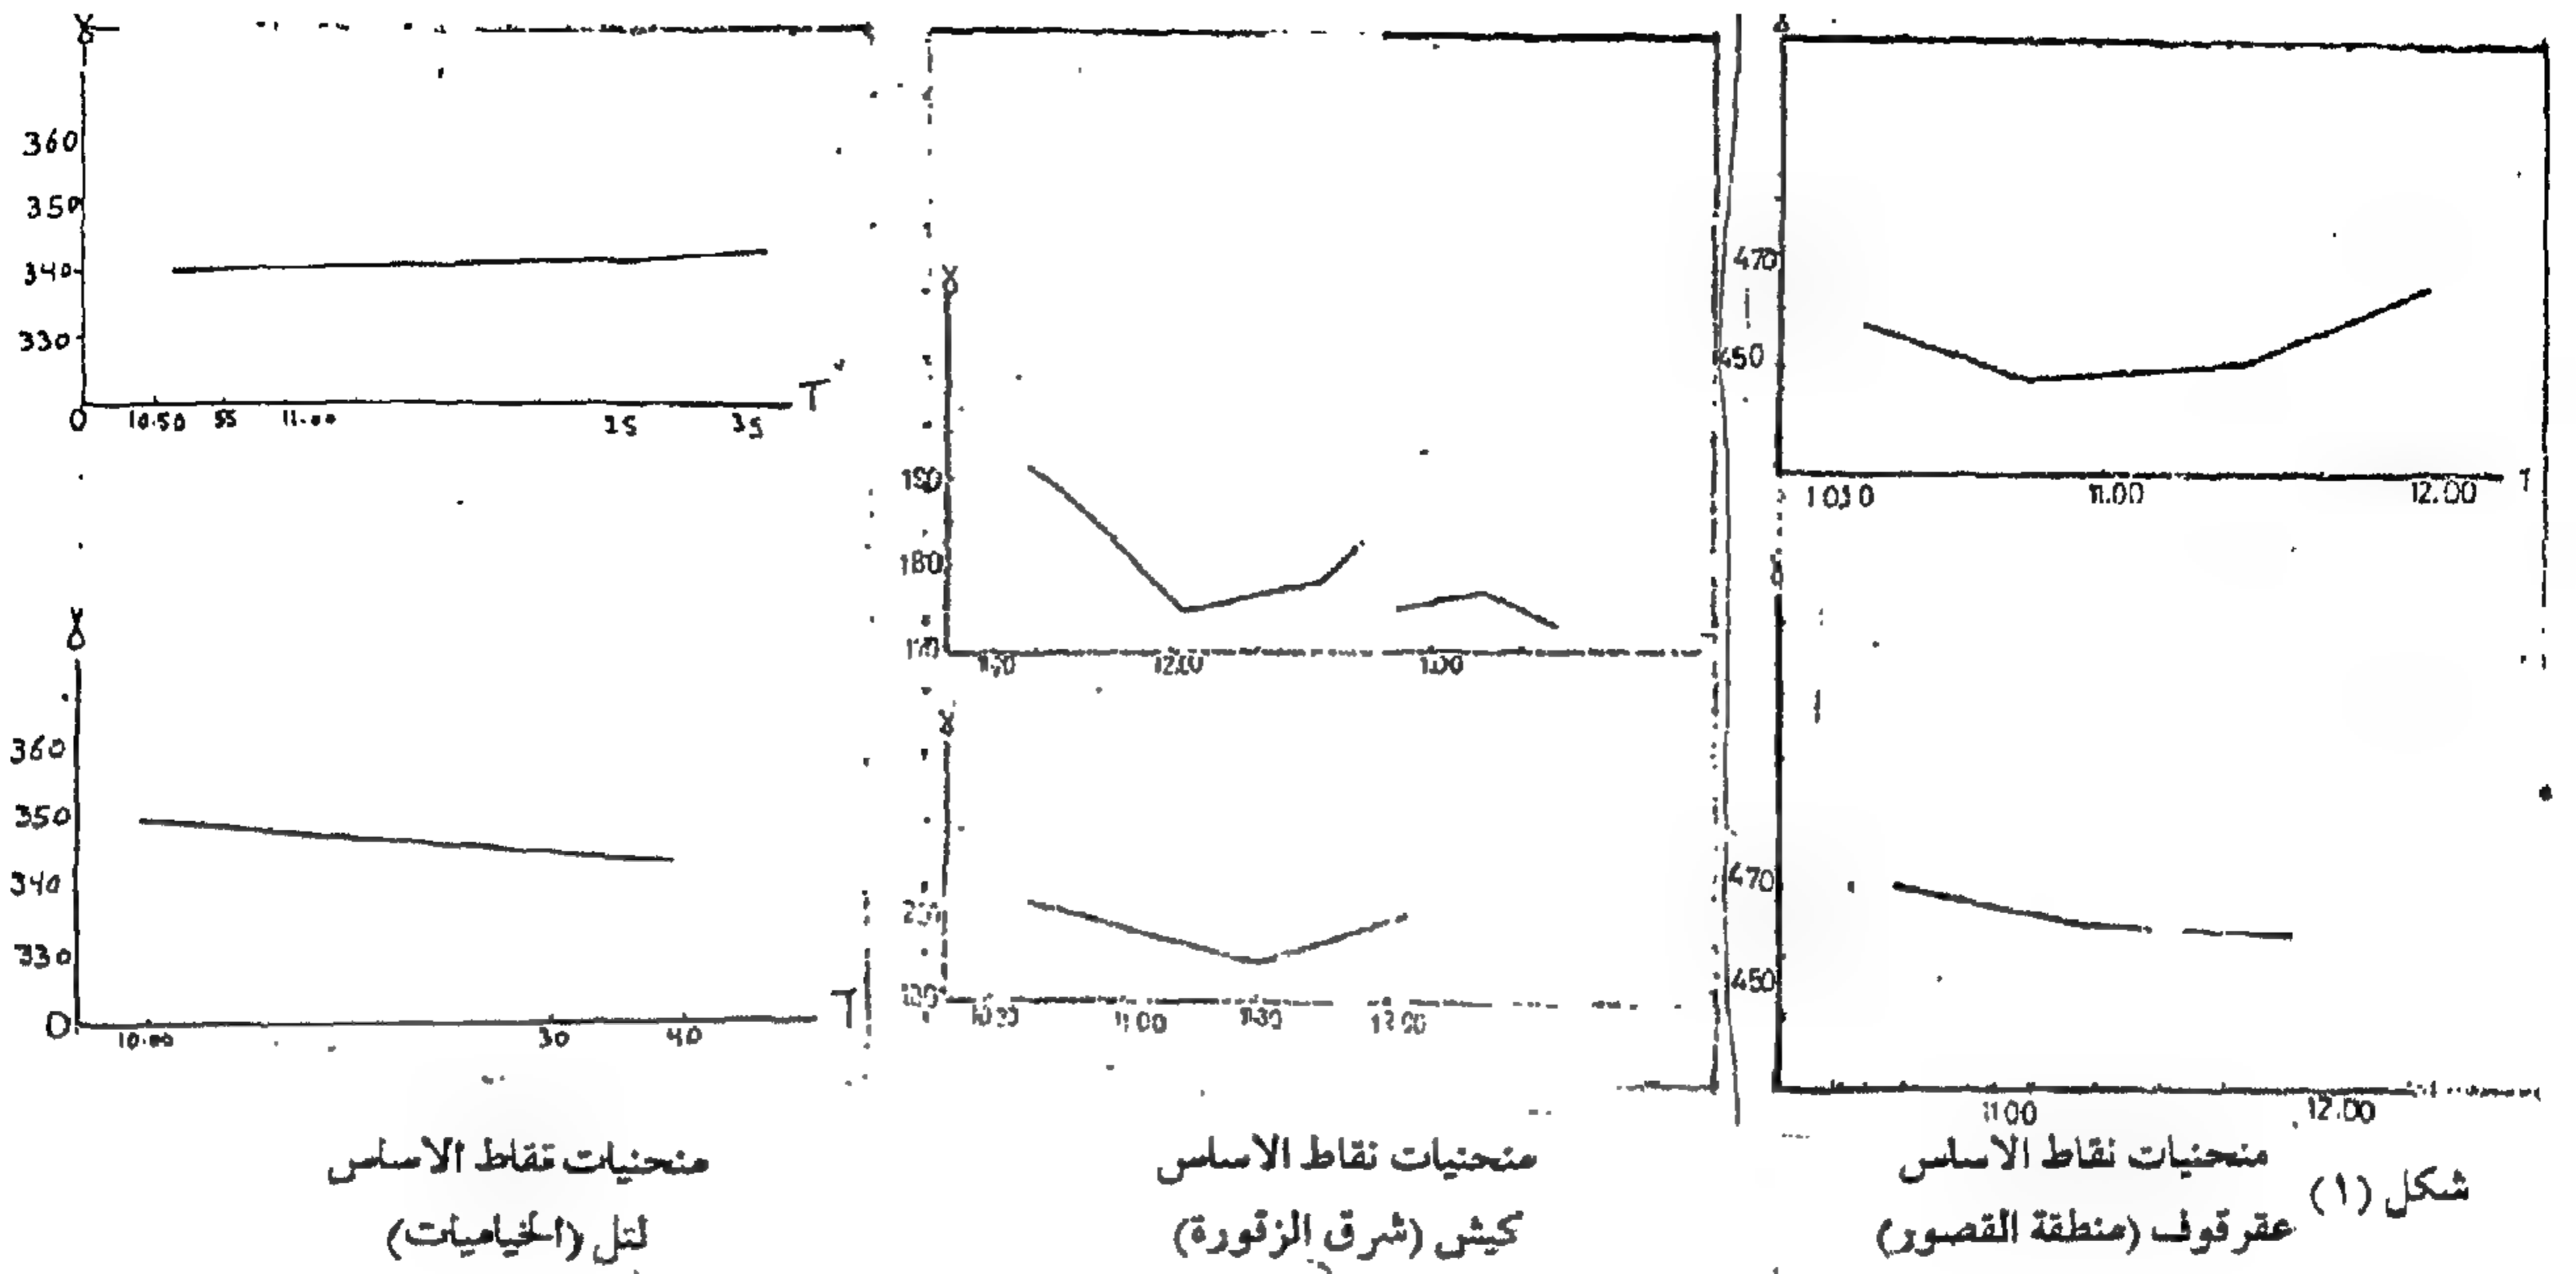 γ
360
350
340
330
0
10.50 55 11.00 25 35
T
γ
360
350
340
330
0
10.00 30 40
T
منحنيات نقاط الاساس
لتل (الخياميات)
γ
190
180
170
12.00 1.00
γ
11.00 11.30 12.00
منحنيات نقاط الاساس
كيش (شرق الزقورة)
470
450
11.00 12.00
470
450
11.00 12.00
منحنيات نقاط الاساس
عقرقوف (منطقة القصور)
شكل (١)